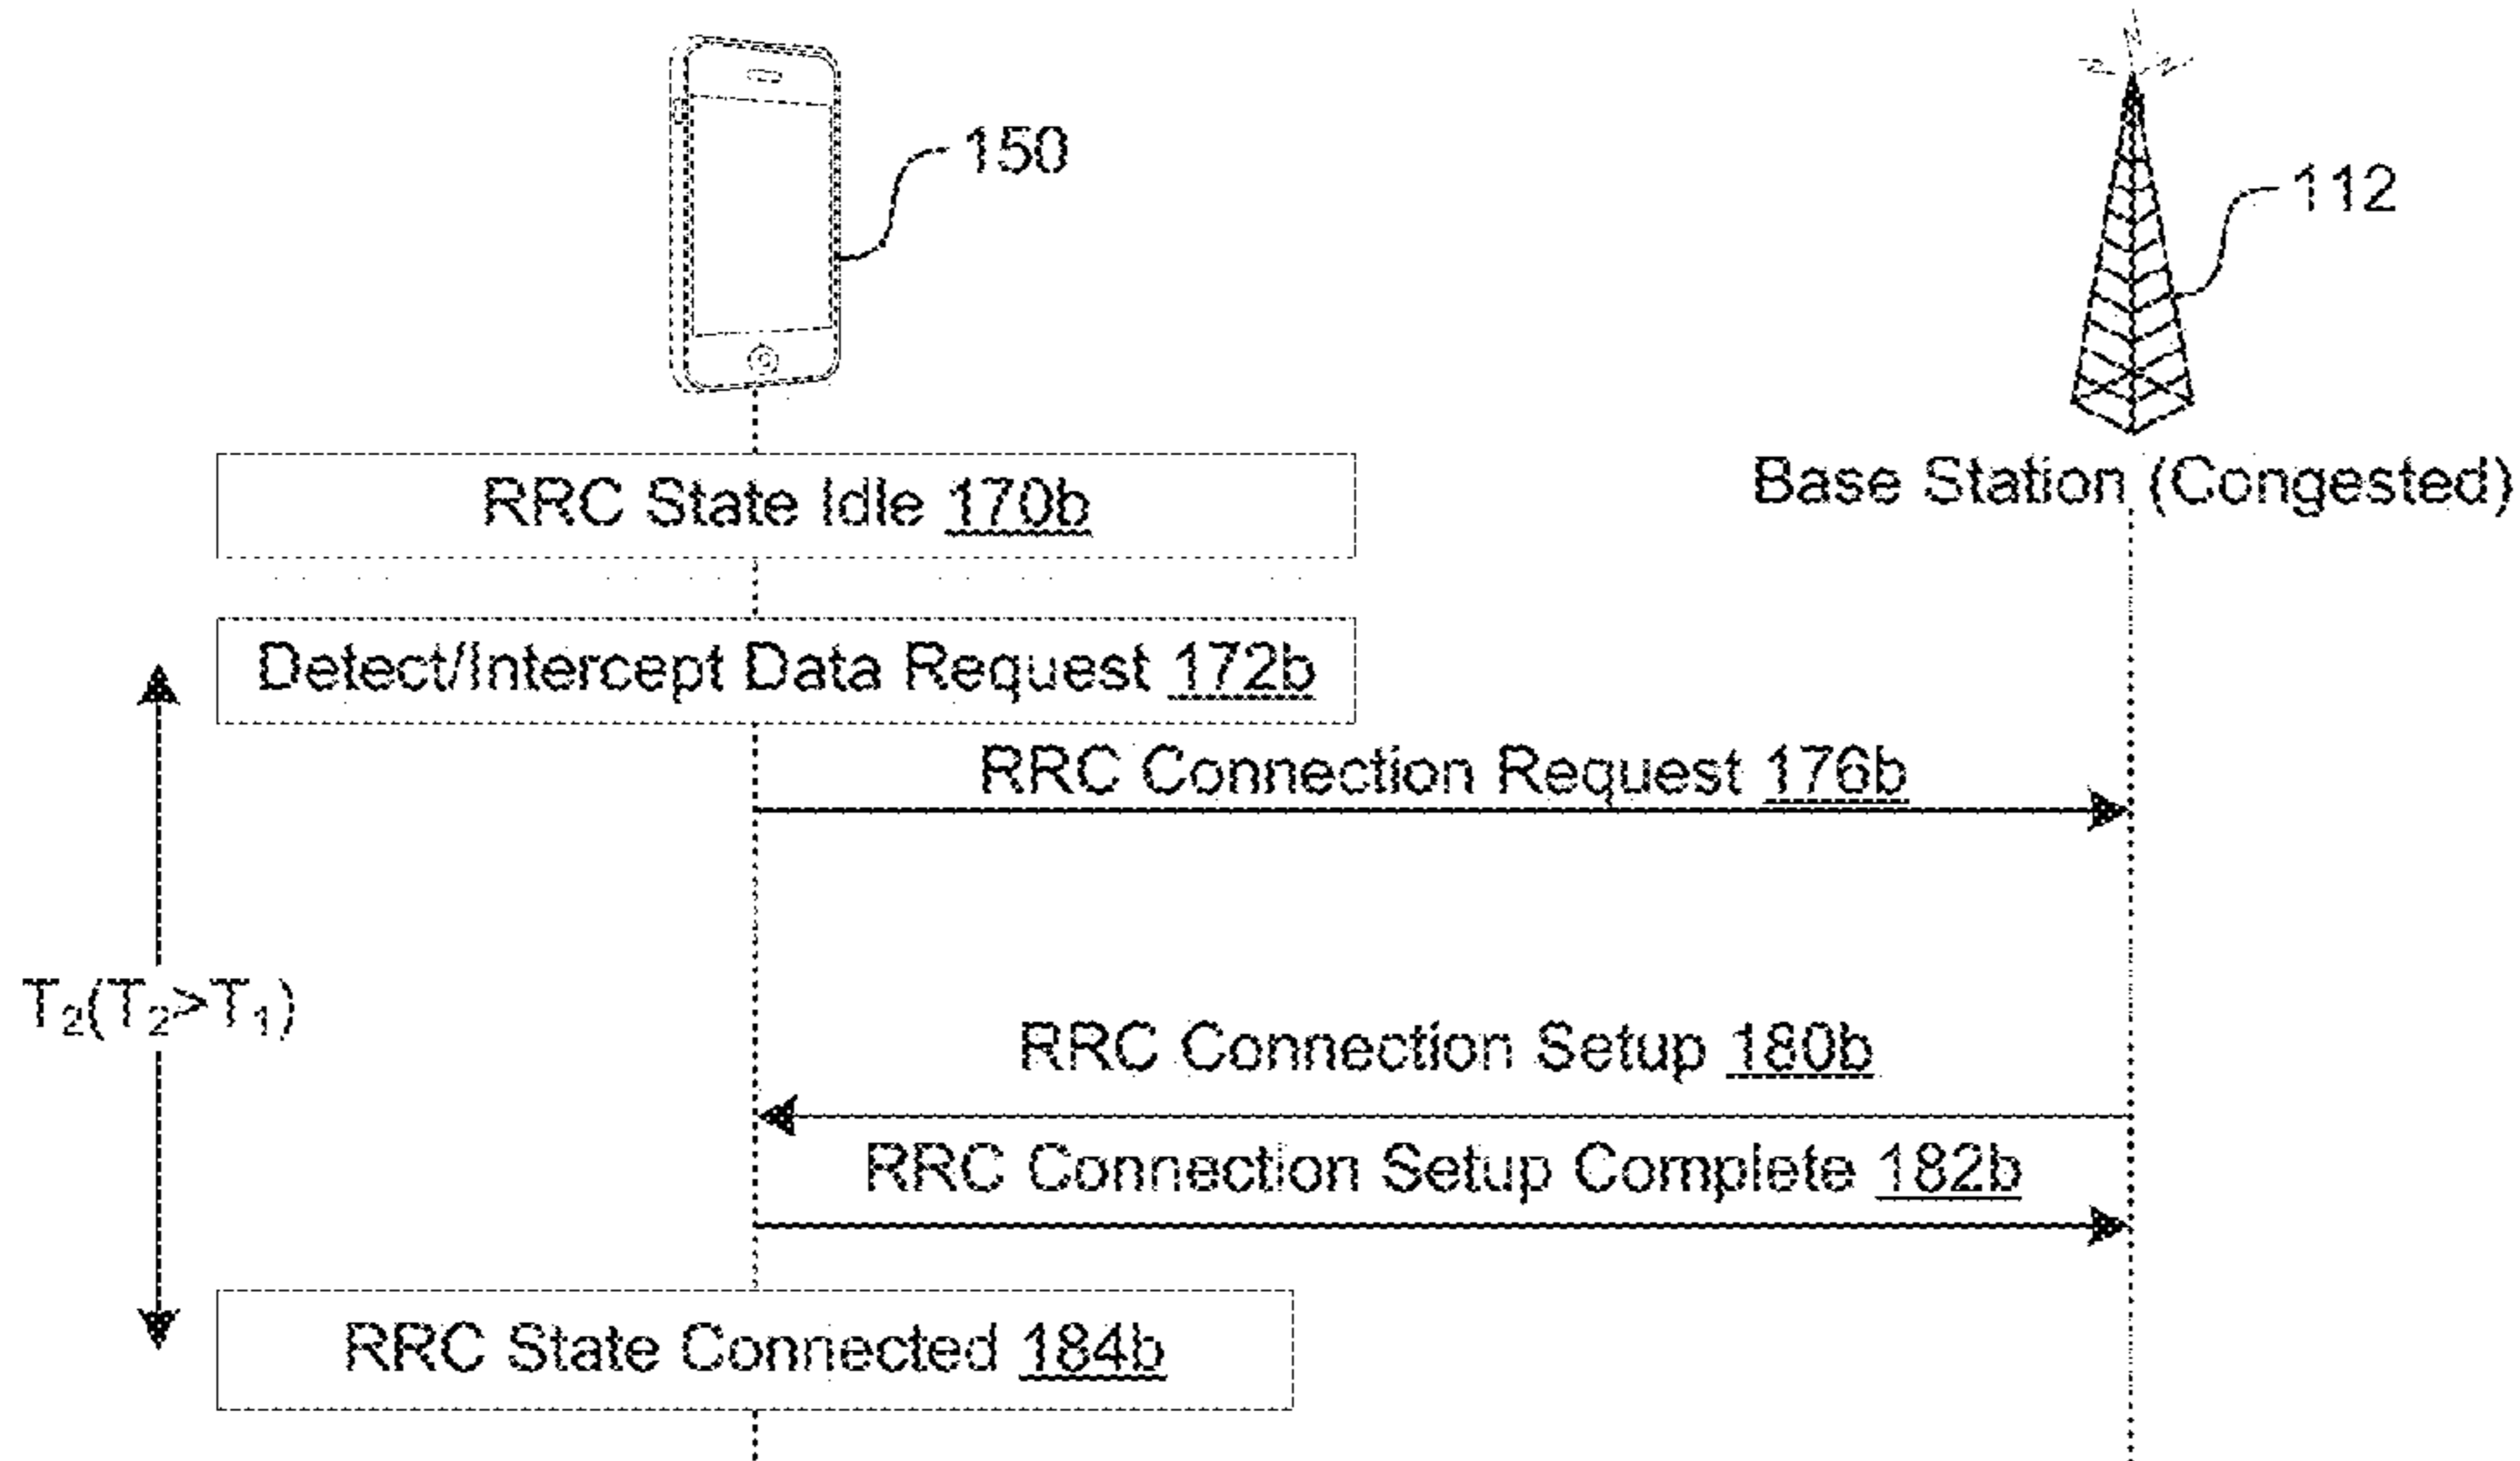 150
112
Base Station (Congested)
RRC State Idle 170b
Detect/Intercept Data Request 172b
RRC Connection Request 176b
T₂(T₂>T₁)
RRC Connection Setup 180b
RRC Connection Setup Complete 182b
RRC State Connected 184b